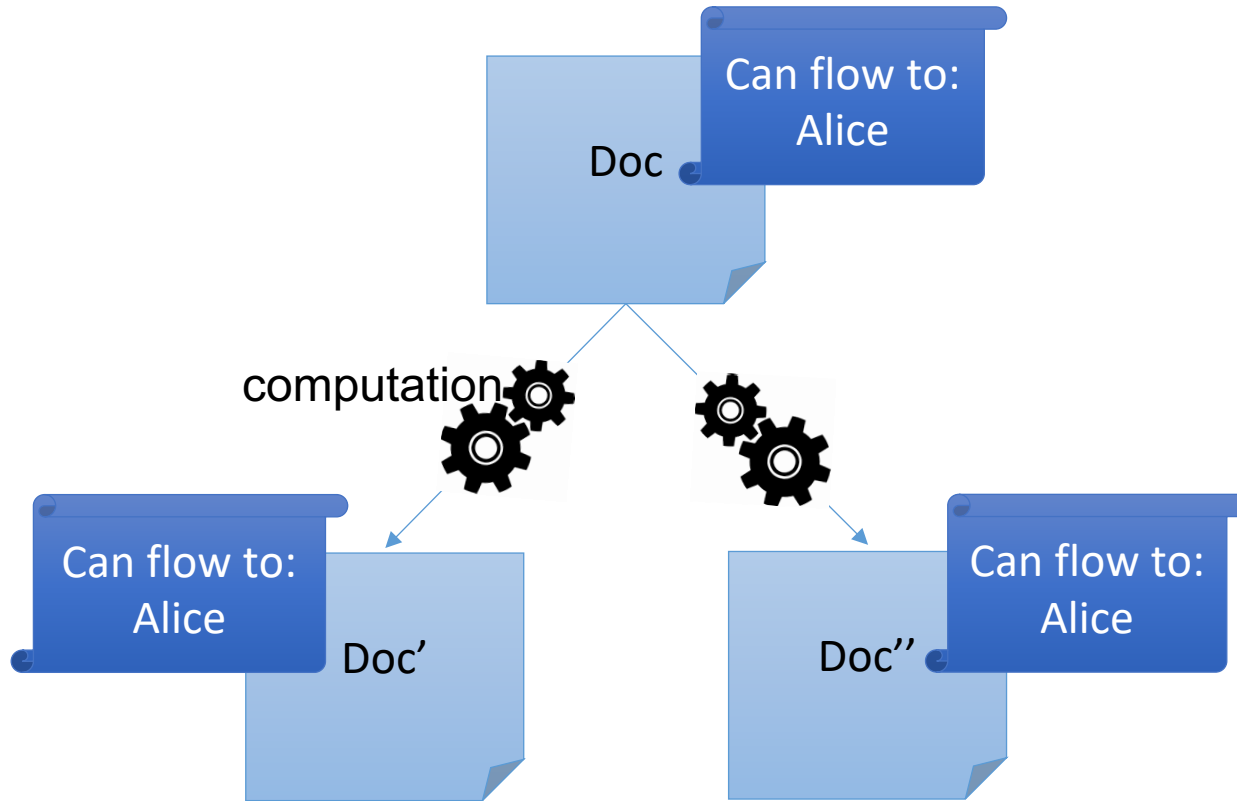 Can flow to:
Alice
Doc
computation
Can flow to:
Alice
Doc’
Can flow to:
Alice
Doc’’